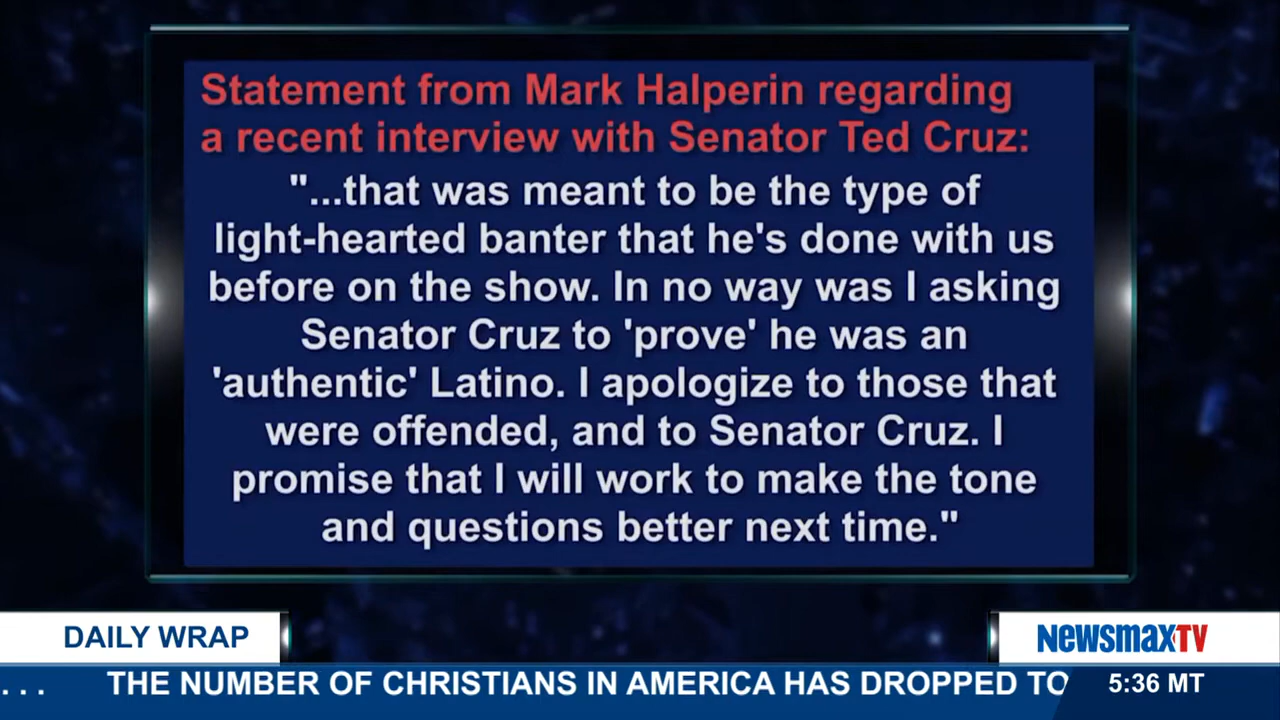 Statement from Mark Halperin regarding
a recent interview with Senator Ted Cruz:
"...that was meant to be the type of
light-hearted banter that he's done with us
before on the show. In no way was I asking
Senator Cruz to 'prove' he was an
'authentic' Latino. I apologize to those that
were offended, and to Senator Cruz. I
promise that I will work to make the tone
and questions better next time."
DAILY WRAP
NEWSMAXTV
... THE NUMBER OF CHRISTIANS IN AMERICA HAS DROPPED TO
5:36 MT